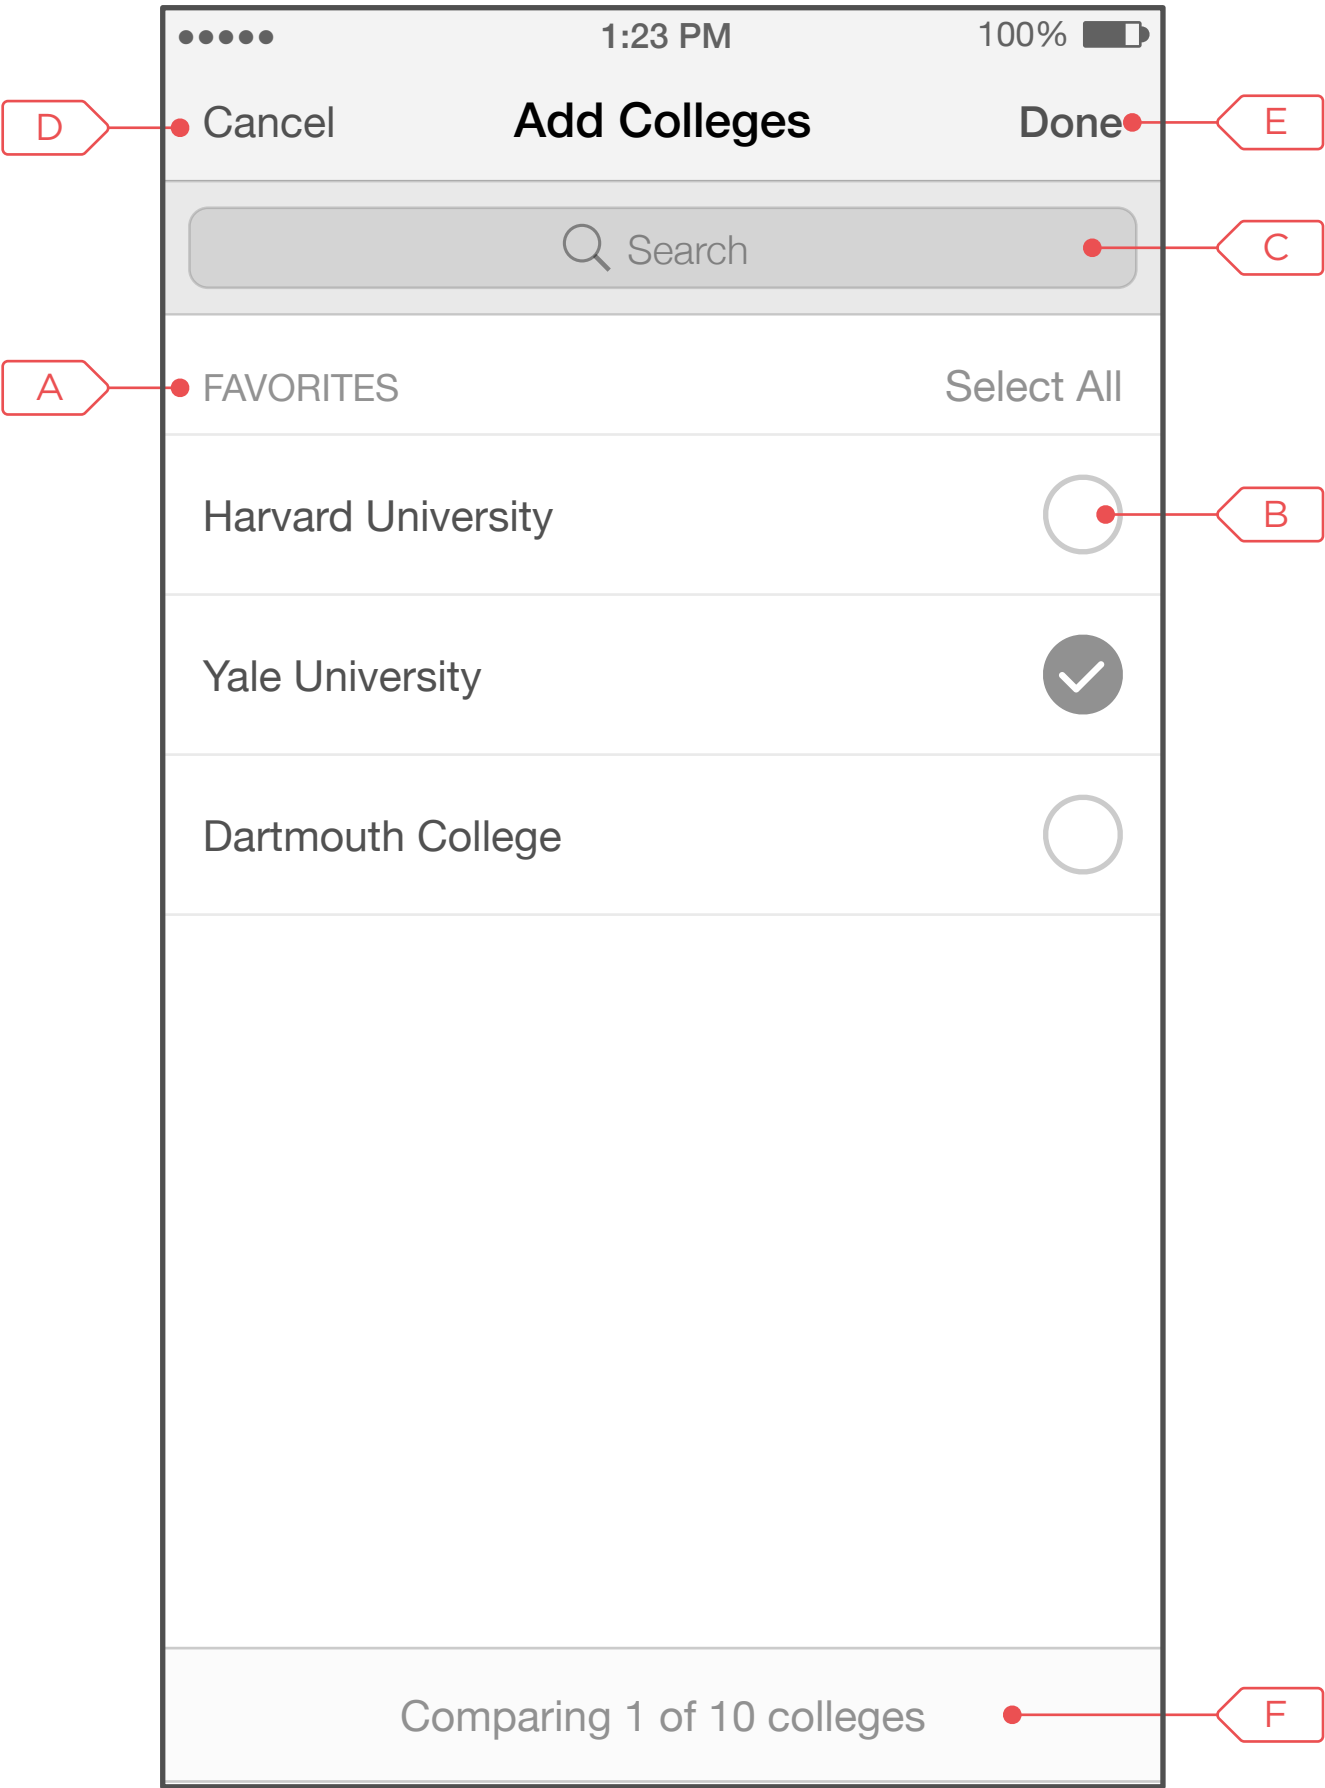 1:23 PM 100%
D Cancel Add Colleges Done E
Search C
A FAVORITES Select All
Harvard University B
Yale University
Dartmouth College
Comparing 1 of 10 colleges F